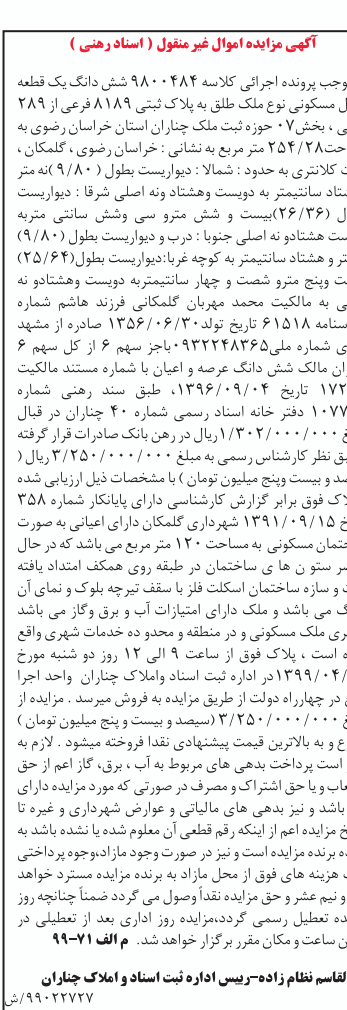 آگهی مزایده اموال غیر منقول ( اسناد رهنی )
وجب پرونده اجرائی کلاسه ۹۸۰۰۴۸۴ شش دانگ یک قطعه
ل مسکونی نوع ملک طلق به پلاک ثبتی ۸۱۸۹ فرعی از ۲۸۹
ی ، بخش۰۷ حوزه ثبت ملک چناران استان خراسان رضوی به
حت۲۵۴/۲۸ متر مربع به نشانی : خراسان رضوی ، گلمکان ،
ت کلانتری به حدود : شمالا : دیواریست بطول ( ۹/۸۰ )نه متر
شتاد سانتیمتر به دویست وهشتاد ونه اصلی شرقا : دیواریست
ل (۲۶/۳۶)بیست و شش مترو سی وشش سانتی متربه
ست هشتادو نه اصلی جنوبا : درب و دیواریست بطول (۹/۸۰)
تر و هشتاد سانتیمتر به کوچه غربا:دیواریست بطول(۲۵/۶۴)
ت وپنج مترو شصت و چهار سانتیمتربه دویست وهشتادو نه
ی به مالکیت محمد مهربان گلمکانی فرزند هاشم شماره
سنامه ۶۱۵۱۸ تاریخ تولد۱۳۵۶/۰۶/۳۰ صادره از مشهد
ی شماره ملی۰۹۳۲۲۴۸۳۶۵باجز سهم ۶ از کل سهم ۶
ان مالک شش دانگ عرصه و اعیان با شماره مستند مالکیت
۱۷۲ تاریخ ۱۳۹۶/۰۹/۰۴، طبق سند رهنی شماره
۱۰۷۷ دفتر خانه اسناد رسمی شماره ۴۰ چناران در قبال
غ ۱/۳۰۲/۰۰۰/۰۰۰ریال در رهن بانک صادرات قرار گرفته
بق نظر کارشناس رسمی به مبلغ ۳/۲۵۰/۰۰۰/۰۰۰ ریال (
صد و بیست وپنج میلیون تومان ) با مشخصات ذیل ارزیابی شده
لاک فوق برابر گزارش کارشناسی دارای پایانکار شماره ۳۵۸
خ ۱۳۹۱/۰۹/۱۵ شهرداری گلمکان دارای اعیانی به صورت
ختمان مسکونی به مساحت ۱۲۰ متر مربع می باشد که در حال
سر ستو ن ها ی ساختمان در طبقه روی همکف امتداد یافته
د و سازه ساختمان اسکلت فلز با سقف تیرچه بلوک و نمای آن
گ می باشد و ملک دارای امتیازات آب و برق وگاز می باشد
ری ملک مسکونی و در منطقه و محدو ده خدمات شهری واقع
ه است ، پلاک فوق از ساعت ۹ الی ۱۲ روز دو شنبه مورخ
/۱۳۹۹/۰۴در اداره ثبت اسناد واملاک چناران واحد اجرا
ع در چهارراه دولت از طریق مزایده به فروش میرسد . مزایده از
غ ۳/۲۵۰/۰۰۰/۰۰۰ (سیصد و بیست و پنج میلیون تومان )
ع و به بالاترین قیمت پیشنهادی نقدا فروخته میشود . لازم به
است پرداخت بدهی های مربوط به آب ، برق، گاز اعم از حق
عاب و یا حق اشتراک و مصرف در صورتی که مورد مزایده دارای
باشد و نیز بدهی های مالیاتی و عوارض شهرداری و غیره تا
خ مزایده اعم از اینکه رقم قطعی آن معلوم شده یا نشده باشد به
ه برنده مزایده است و نیز در صورت وجود مازاد،وجوه پرداختی
ت هزینه های فوق از محل مازاد به برنده مزایده مسترد خواهد
و نیم عشر و حق مزایده نقداً وصول می گردد ضمناً چنانچه روز
ده تعطیل رسمی گردد،مزایده روز اداری بعد از تعطیلی در
ن ساعت و مکان مقرر برگزار خواهد شد. م الف ۷۱-۹۹
لقاسم نظام زاده-رییس اداره ثبت اسناد و املاک چناران
۹۹۰۲۲۷۲۷/ش